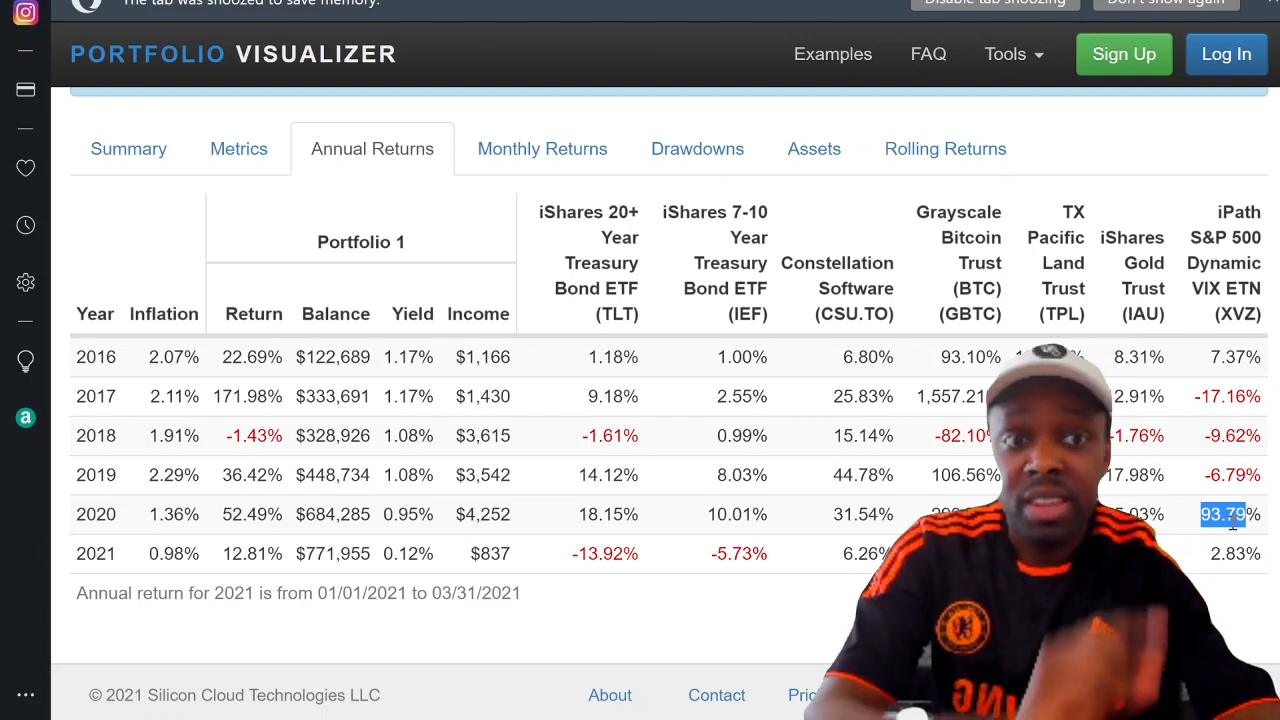 The tab was snoozed to save memory.
Disable tab snoozing
Don't show again
PORTFOLIO VISUALIZER
Examples FAQ Tools Sign Up Log In
Summary Metrics Annual Returns Monthly Returns Drawdowns Assets Rolling Returns
Year Inflation Portfolio 1 iShares 20+ Year Treasury Bond ETF (TLT) iShares 7-10 Year Treasury Bond ETF (IEF) Constellation Software (CSU.TO) Grayscale Bitcoin Trust (BTC) (GBTC) TX Pacific Land Trust (TPL) iShares Gold Trust (IAU) iPath S&P 500 Dynamic VIX ETN (XVZ)
Return Balance Yield Income
2016 2.07% 22.69% $122,689 1.17% $1,166 1.18% 1.00% 6.80% 93.10% 8.31% 7.37%
2017 2.11% 171.98% $333,691 1.17% $1,430 9.18% 2.55% 25.83% 2.91% -17.16%
2018 1.91% -1.43% $328,926 1.08% $3,615 -1.61% 0.99% 15.14% -82.10% -1.76% -9.62%
2019 2.29% 36.42% $448,734 1.08% $3,542 14.12% 8.03% 44.78% 106.56% 17.98% -6.79%
2020 1.36% 52.49% $684,285 0.95% $4,252 18.15% 10.01% 31.54% 93.79%
2021 0.98% 12.81% $771,955 0.12% $837 -13.92% -5.73% 6.26% 2.83%
Annual return for 2021 is from 01/01/2021 to 03/31/2021
© 2021 Silicon Cloud Technologies LLC
About Contact